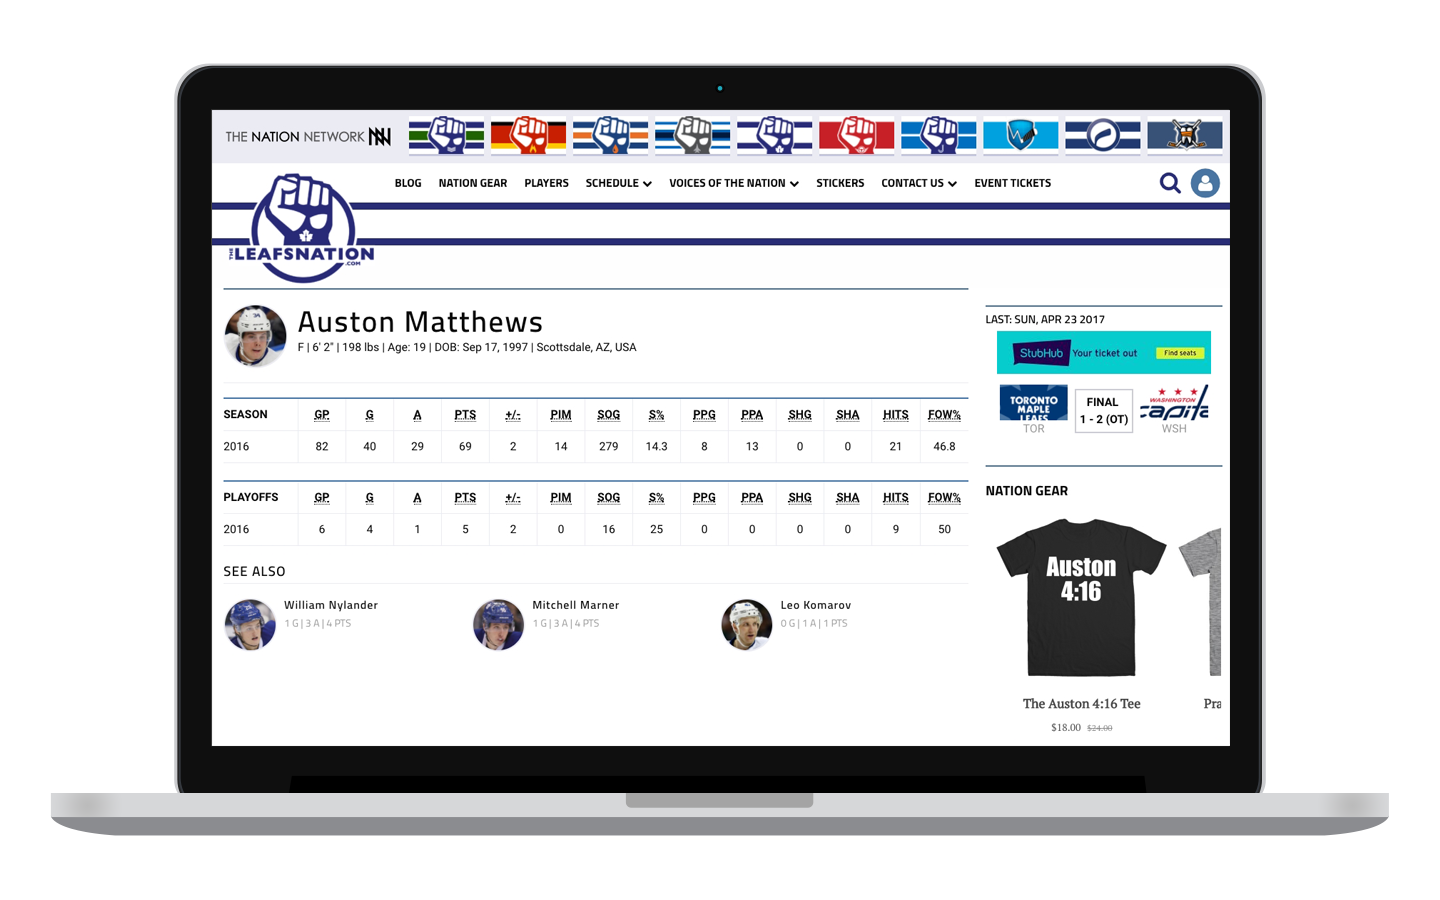 THE NATION NETWORK
BLOG NATION GEAR PLAYERS SCHEDULE VOICES OF THE NATION STICKERS CONTACT US EVENT TICKETS
THE LEAFSNATION .COM
Auston Matthews
F | 6' 2" | 198 lbs | Age: 19 | DOB: Sep 17, 1997 | Scottsdale, AZ, USA
SEASON GP G A PTS +/- PIM SOG S% PPG PPA SHG SHA HITS FOW%
2016 82 40 29 69 2 14 279 14.3 8 13 0 0 21 46.8
PLAYOFFS GP G A PTS +/- PIM SOG S% PPG PPA SHG SHA HITS FOW%
2016 6 4 1 5 2 0 16 25 0 0 0 0 9 50
SEE ALSO
William Nylander
1 G | 3 A | 4 PTS
Mitchell Marner
1 G | 3 A | 4 PTS
Leo Komarov
0 G | 1 A | 1 PTS
LAST: SUN, APR 23 2017
StubHub Your ticket out Find seats
TORONTO
MAPLE
LEAFS
TOR
FINAL
1 - 2 (OT)
WASHINGTON
capita
WSH
NATION GEAR
Auston
4:16
The Auston 4:16 Tee
$18.00 $24.00
Pra